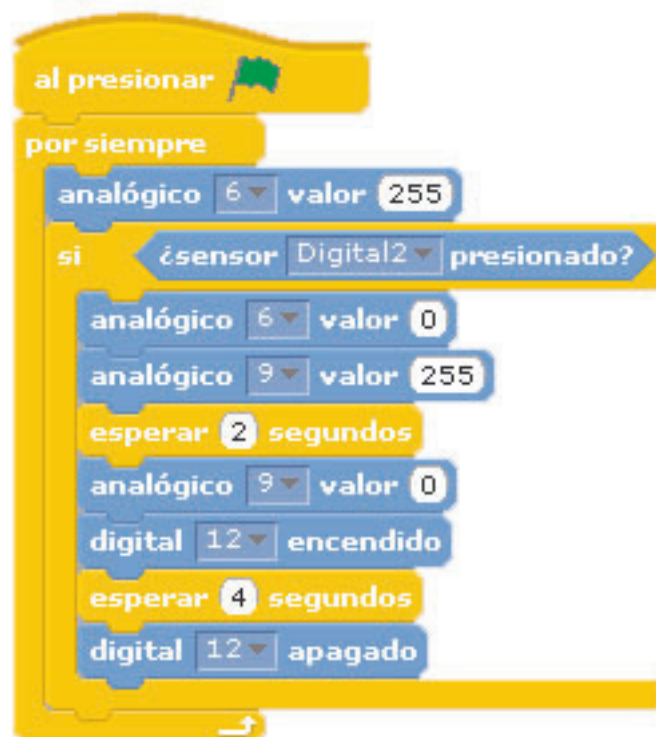 al presionar
por siempre
analógico 6 valor 255
si ¿sensor Digital2 presionado?
analógico 6 valor 0
analógico 9 valor 255
esperar 2 segundos
analógico 9 valor 0
digital 12 encendido
esperar 4 segundos
digital 12 apagado